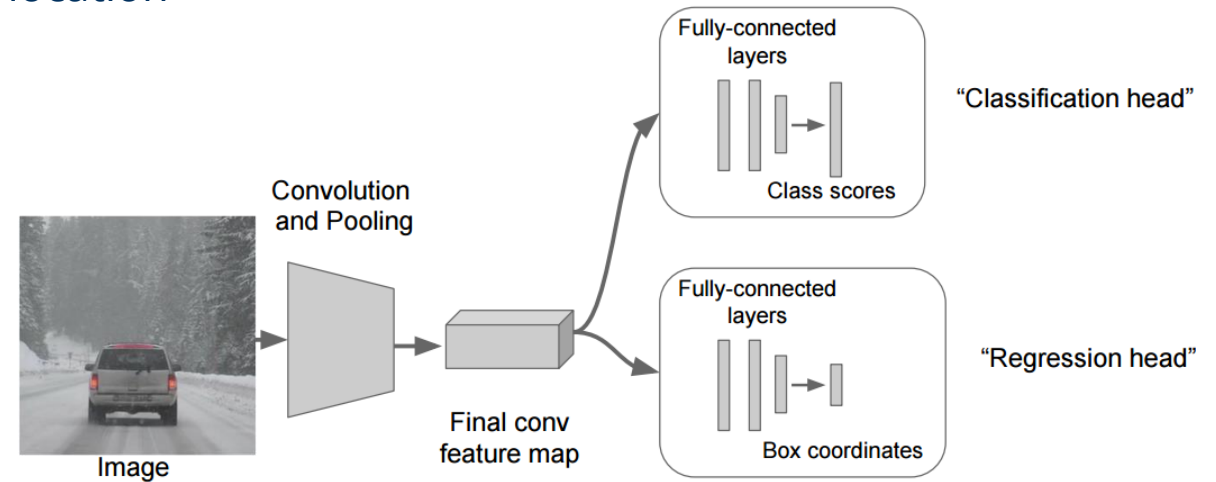 location
Fully-connected
layers
Class scores
“Classification head”
Convolution
and Pooling
Image
Final conv
feature map
Fully-connected
layers
Box coordinates
“Regression head”